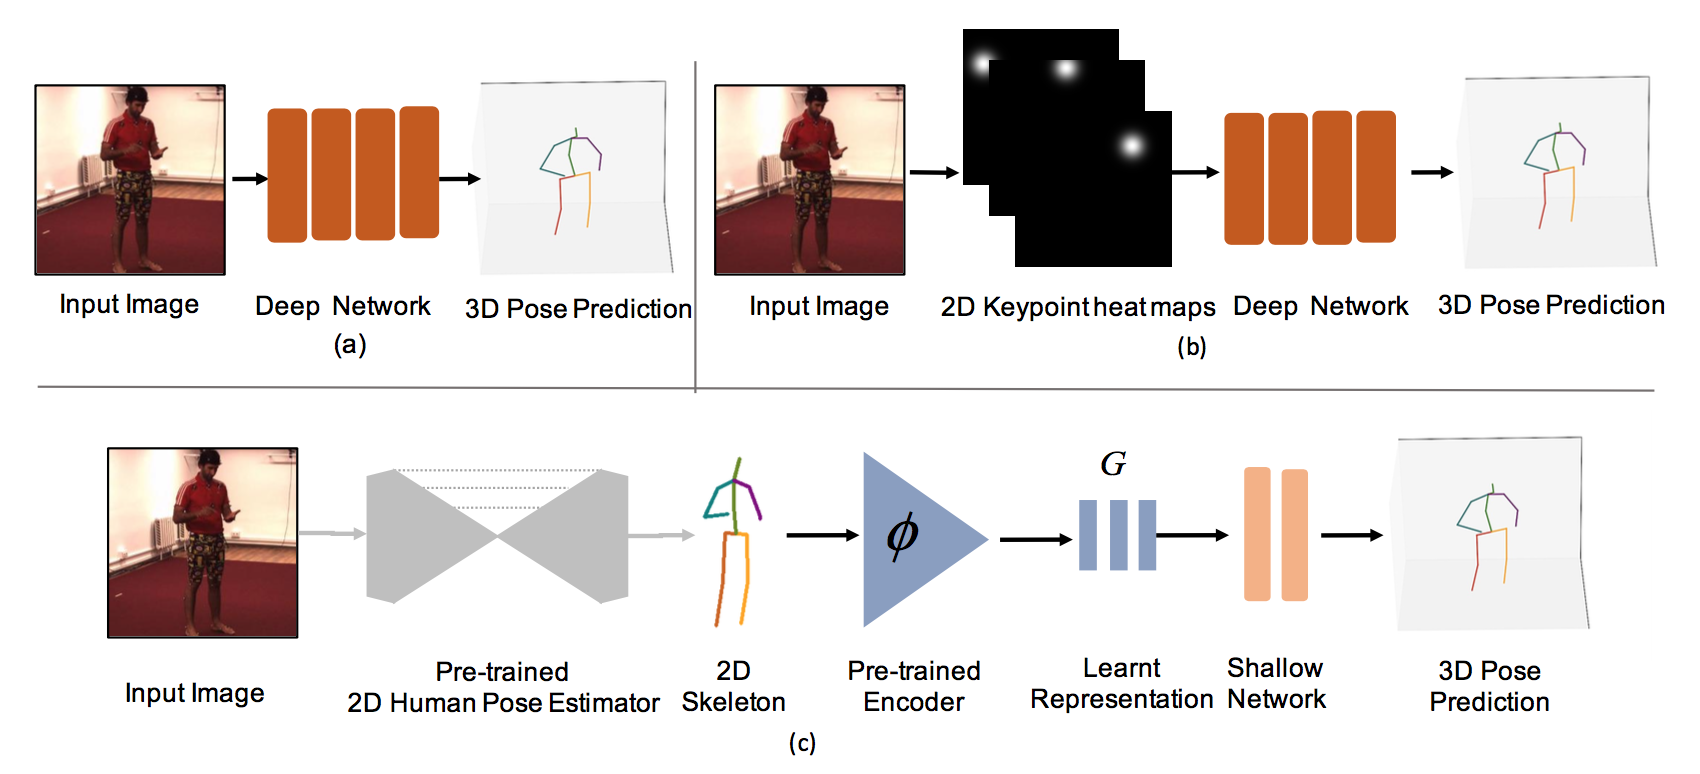 Input Image
Deep Network
3D Pose Prediction
(a)
Input Image
2D Keypoint heat maps
Deep Network
3D Pose Prediction
(b)
G
ϕ
Input Image
Pre-trained
2D Human Pose Estimator
2D
Skeleton
Pre-trained
Encoder
Learnt
Representation
Shallow
Network
3D Pose
Prediction
(c)